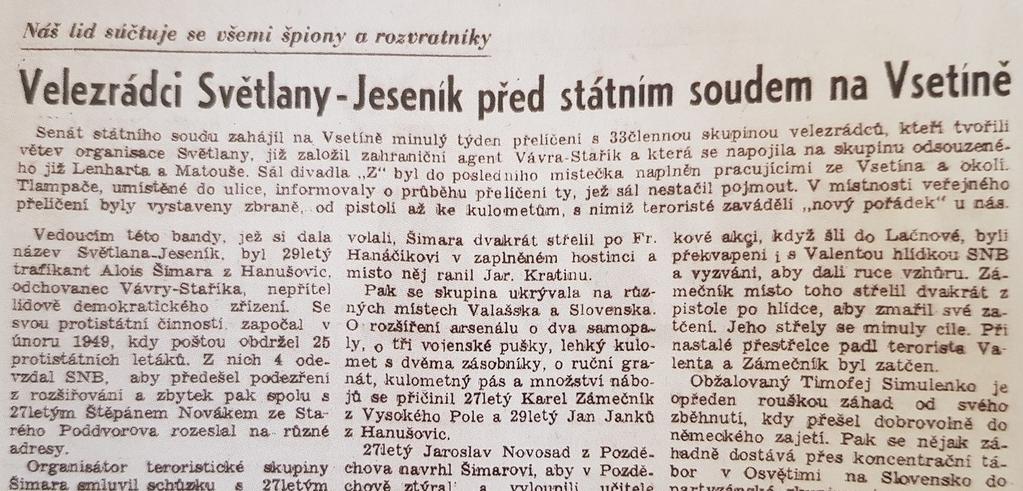 Náš lid súčtuje se všemi špiony a rozvratníky
Velezrádci Světlany-Jeseník před státním soudem na Vsetíně
Senát státního soudu zahájil na Vsetíně minulý týden přelíčení s 33člennou skupinou velezrádců, kteří tvořili
větev organisace Světlany, již založil zahraniční agent Vávra-Stařík a která se napojila na skupinu odsouzené-
ho již Lenharta a Matouše. Sál divadla „Z" byl do posledního místečka naplněn pracujícími ze Vsetína a okolí.
Tlampače, umístěné do ulice, informovaly o průběhu přelíčení ty, jež sál nestačil pojmout. V místnosti veřejného
přelíčení byly vystaveny zbraně, od pistolí až ke kulometům, s nimiž teroristé zaváděli „nový pořádek" u nás.
Vedoucím této bandy, jež si dala
název Světlana-Jeseník, byl 29letý
trafikant Alois Šimara z Hanušovic,
odchovanec Vávry-Staříka, nepřítel
lidově demokratického zřízení. Se
svou protistátní činností započal v
únoru 1949, kdy poštou obdržel 25
protistátních letáků. Z nich 4 ode-
vzdal SNB, aby předešel podezření
z rozšiřování a zbytek pak spolu s
27letým Štěpánem Novákem ze Sta-
rého Poddvorova rozesial na různé
adresy.
Organisátor teroristické skupiny
Šimara smluvil schůzku s 27letým
volali, Šimara dvakrát střelil po Fr.
Hanáčikovi v zaplněném hostinci a
místo něj ranil Jar. Kratinu.
Pak se skupina ukrývala na růz-
ných místech Valašska a Slovenska.
O rozšíření arsenálu o dva samopa-
ly, o tři vojenské pušky, lehký kulo-
met s dvěma zásobníky, o ruční gra-
nát, kulometný pás a množství nábo-
jů se přičinil 27letý Karel Zámečník
z Vysokého Pole a 29letý Jan Janků
z Hanušovic.
27letý Jaroslav Novosad z Pozdě-
chova navrhl Šimarovi, aby v Pozdě-
chově ztýral a vyloupili učitele
kové akci, když šli do Lačnové, byli
překvapeni i s Valentou hlídkou SNB
a vyzváni, aby dali ruce vzhůru. Zá-
mečník místo toho střelil dvakrát z
pistole po hlídce, aby zmařil své za-
tčení. Jeho střely se minuly cíle. Při
nastalé přestřelce padl terorista Va-
lenta a Zámečník byl zatčen.
Obžalovaný Timofej Simulenko je
opředen rouškou záhad od svého
zběhnutí, kdy přešel dobrovolně do
německého zajetí. Pak se nějak zá-
hadně dostává přes koncentrační tá-
bor v Osvětimi na Slovensko do